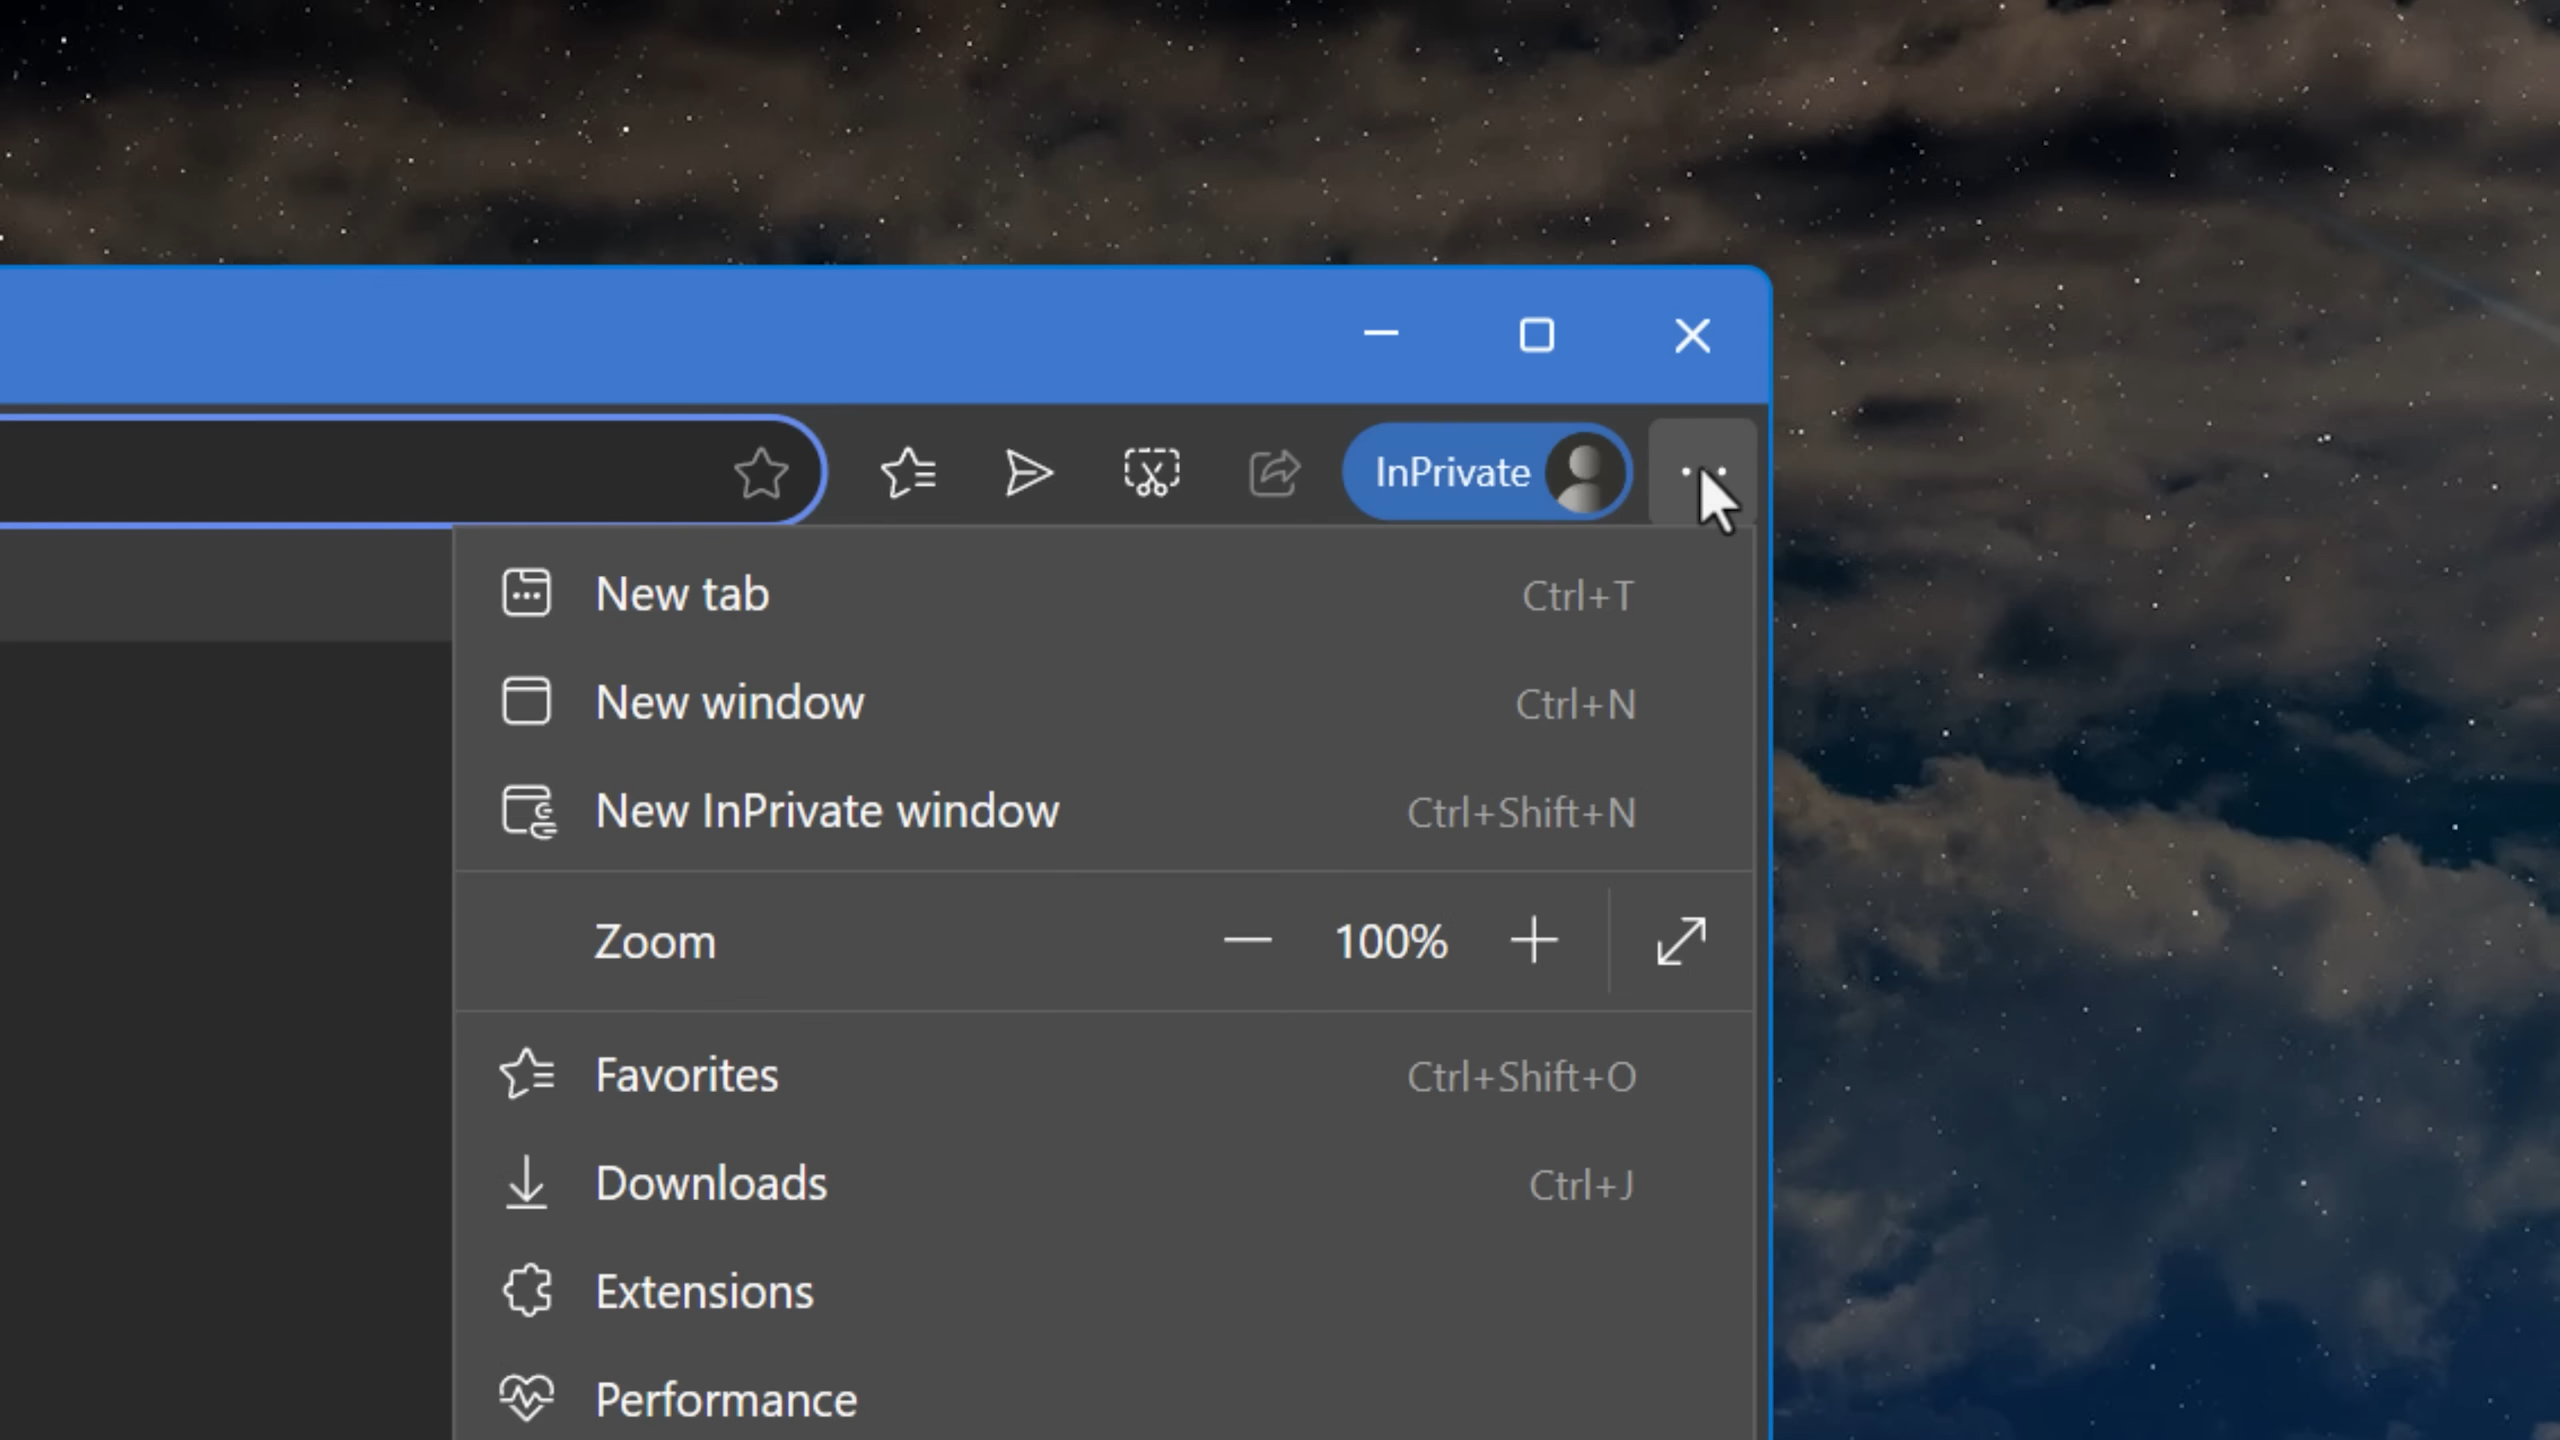 InPrivate
New tab Ctrl+T
New window Ctrl+N
New InPrivate window Ctrl+Shift+N
Zoom 100%
Favorites Ctrl+Shift+O
Downloads Ctrl+J
Extensions
Performance